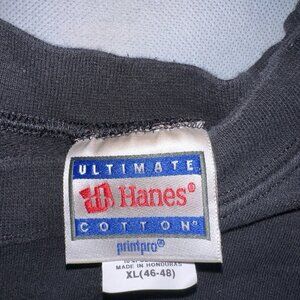 ULTIMATE
Hanes®
COTTON®
printpro®
MADE IN HONDURAS
XL(46-48)